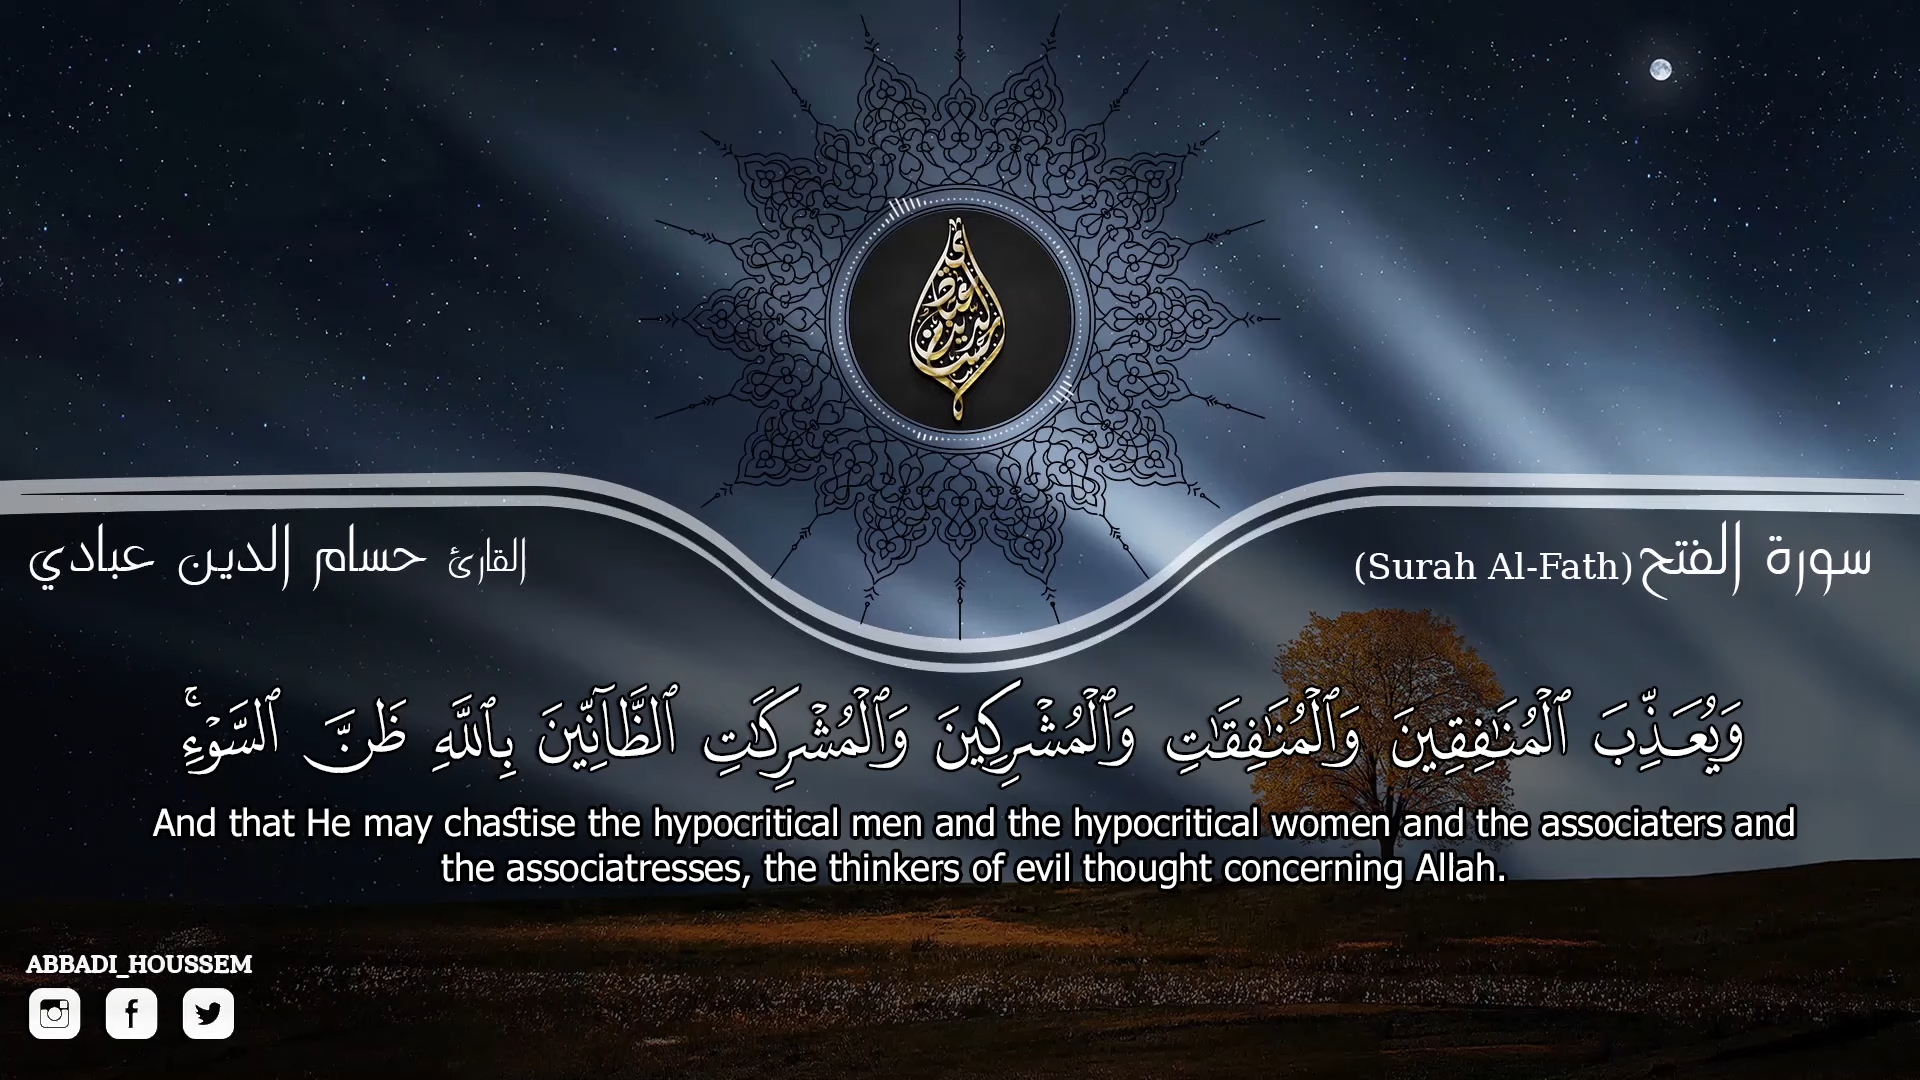 سورة الفتح (Surah Al-Fath)
القارئ حسام الدين عبادي
وَيُعَذِّبَ ٱلْمُنَٰفِقِينَ وَٱلْمُنَٰفِقَٰتِ وَٱلْمُشْرِكِينَ وَٱلْمُشْرِكَٰتِ ٱلظَّآنِّينَ بِٱللَّهِ ظَنَّ ٱلسَّوْءِۚ
And that He may chastise the hypocritical men and the hypocritical women and the associaters and
the associatresses, the thinkers of evil thought concerning Allah.
ABBADI_HOUSSEM